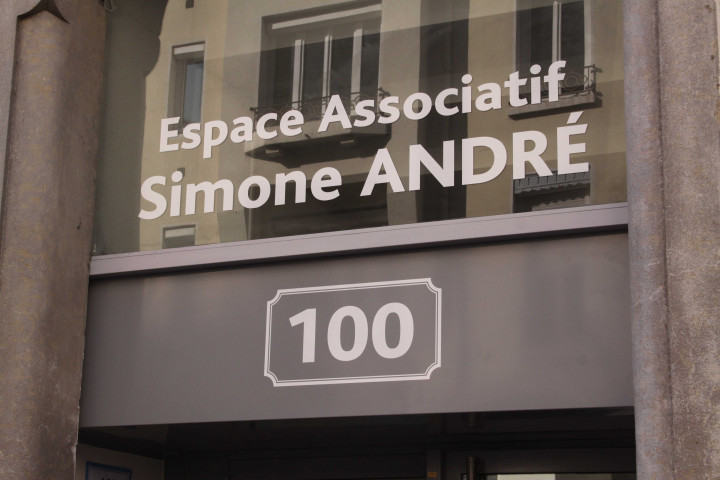 Espace Associatif
Simone ANDRÉ
100